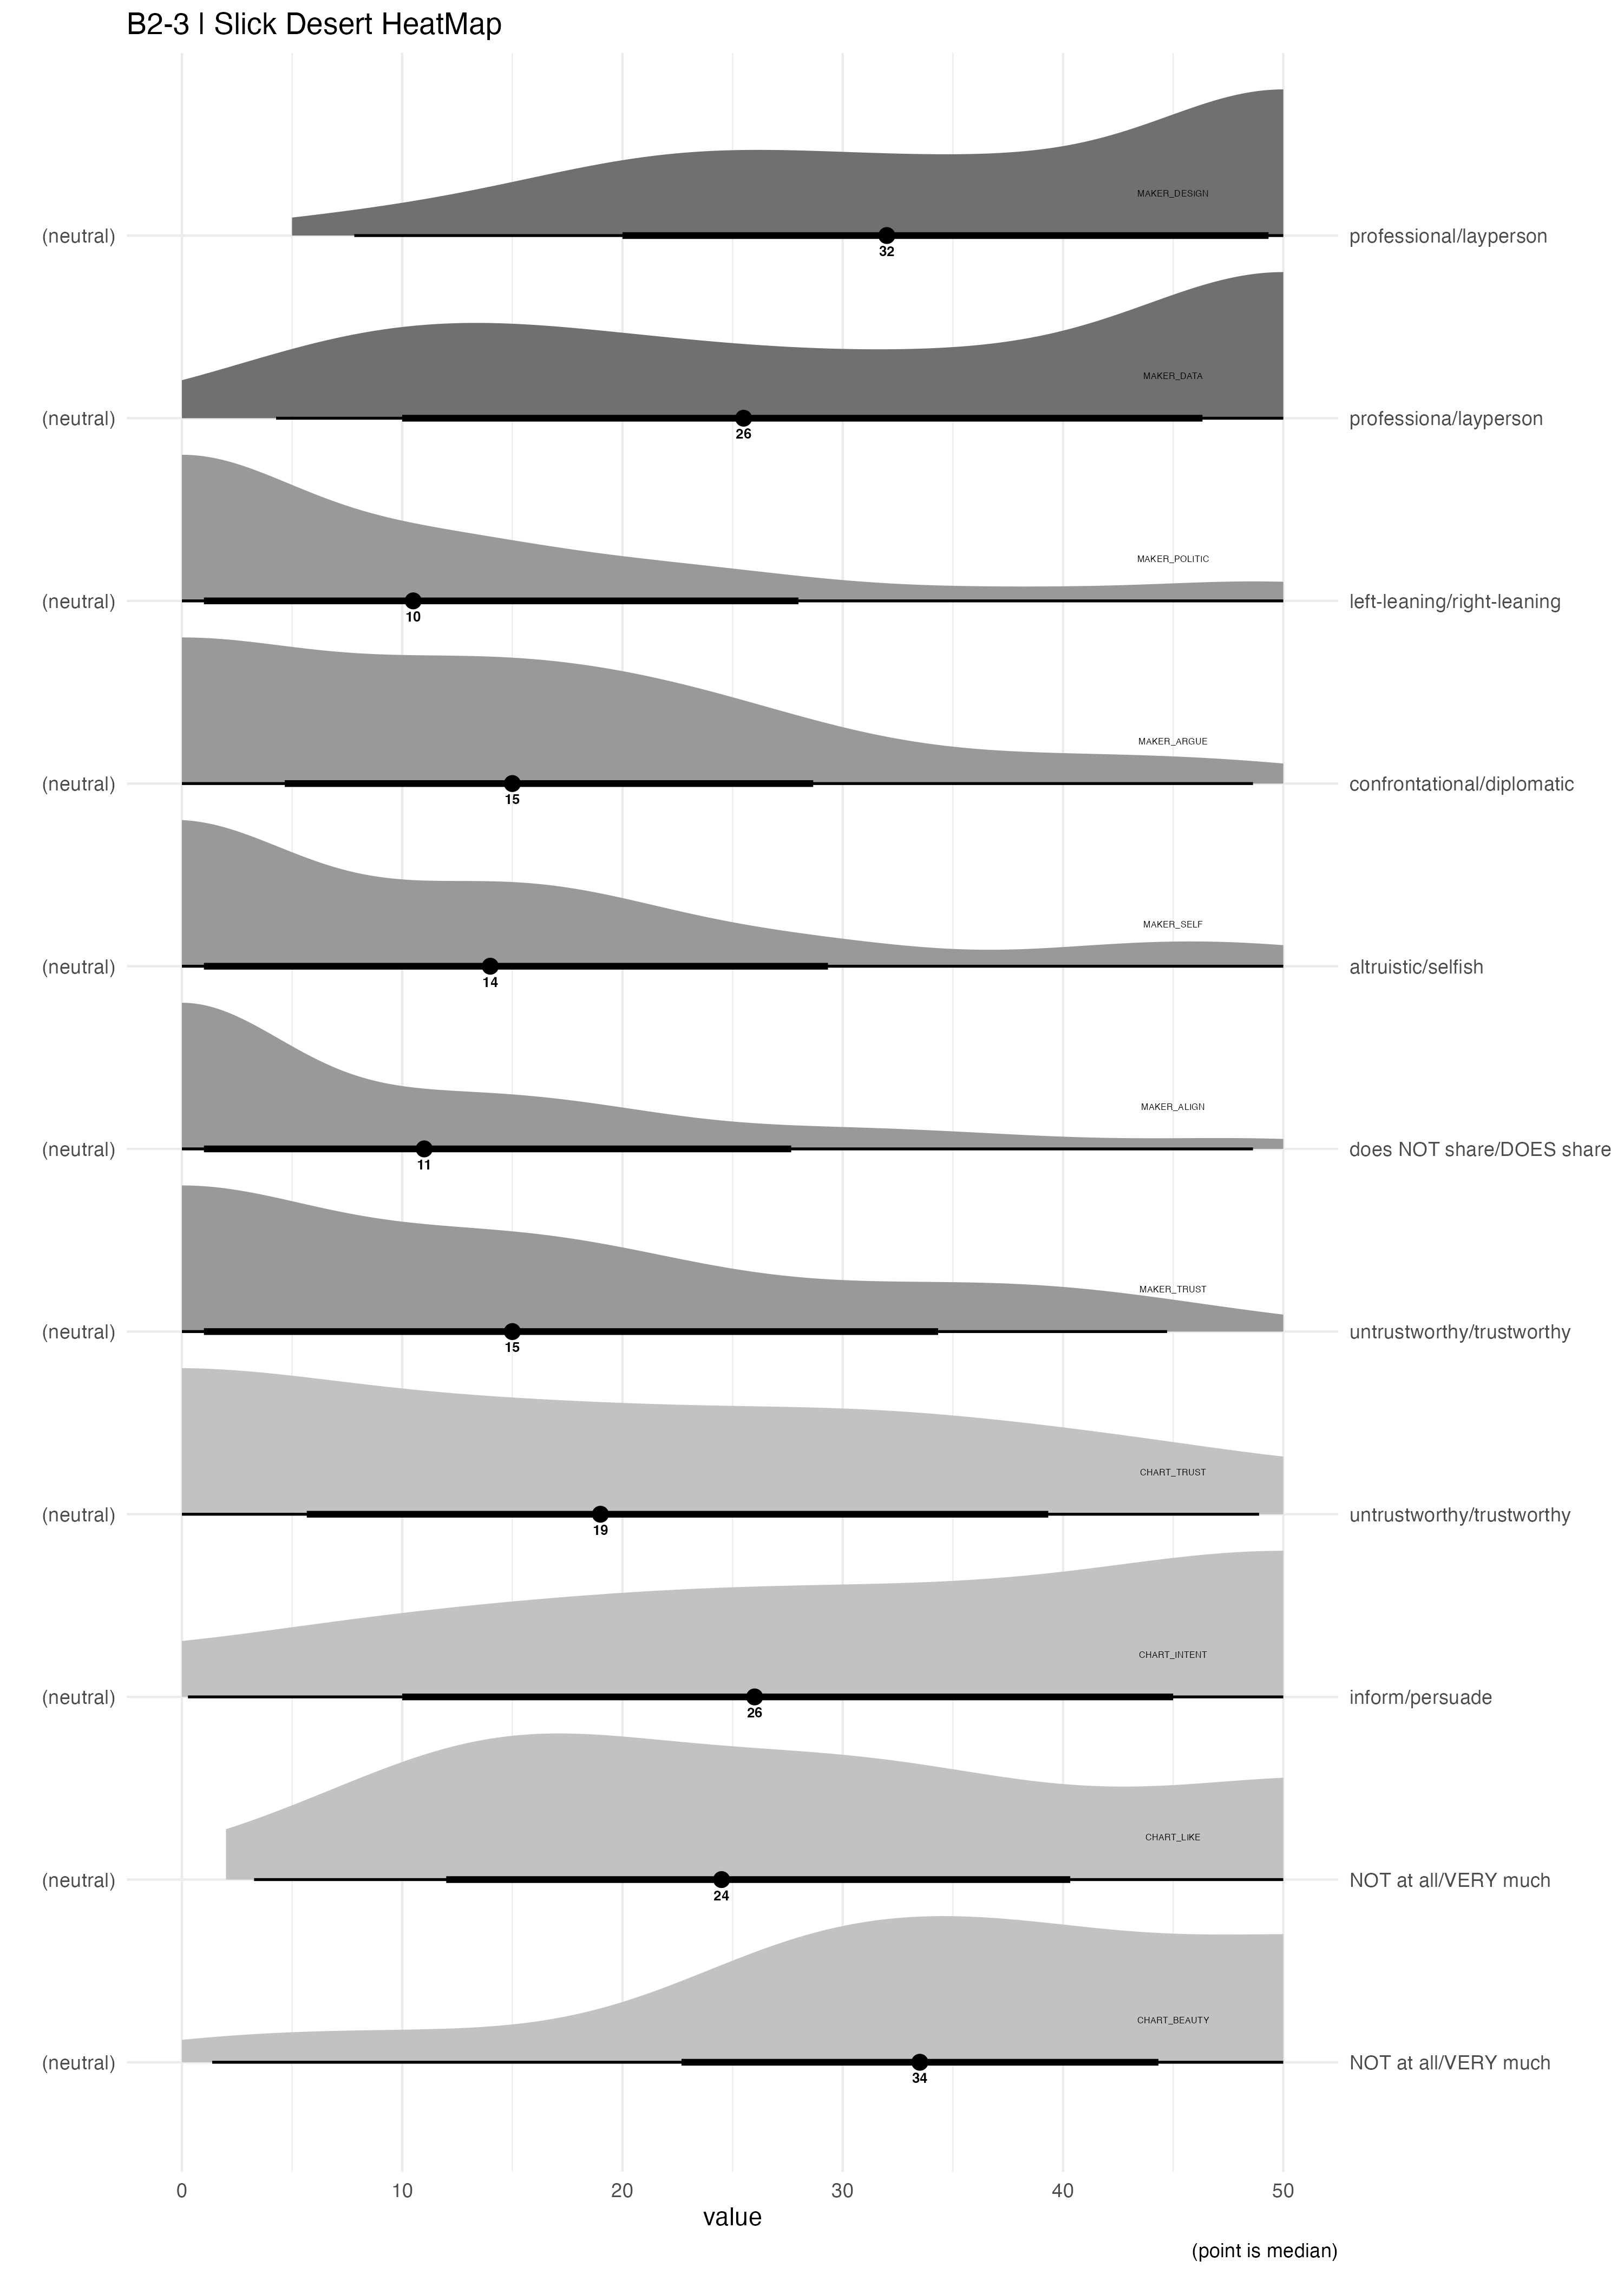 B2-3 | Slick Desert HeatMap
MAKER_DESIGN
(neutral) professional/layperson
32
MAKER_DATA
(neutral) professiona/layperson
26
MAKER_POLITIC
(neutral) left-leaning/right-leaning
10
MAKER_ARGUE
(neutral) confrontational/diplomatic
15
MAKER_SELF
(neutral) altruistic/selfish
14
MAKER_ALIGN
(neutral) does NOT share/DOES share
11
MAKER_TRUST
(neutral) untrustworthy/trustworthy
15
CHART_TRUST
(neutral) untrustworthy/trustworthy
19
CHART_INTENT
(neutral) inform/persuade
26
CHART_LIKE
(neutral) NOT at all/VERY much
24
CHART_BEAUTY
(neutral) NOT at all/VERY much
34
0 10 20 30 40 50
value
(point is median)